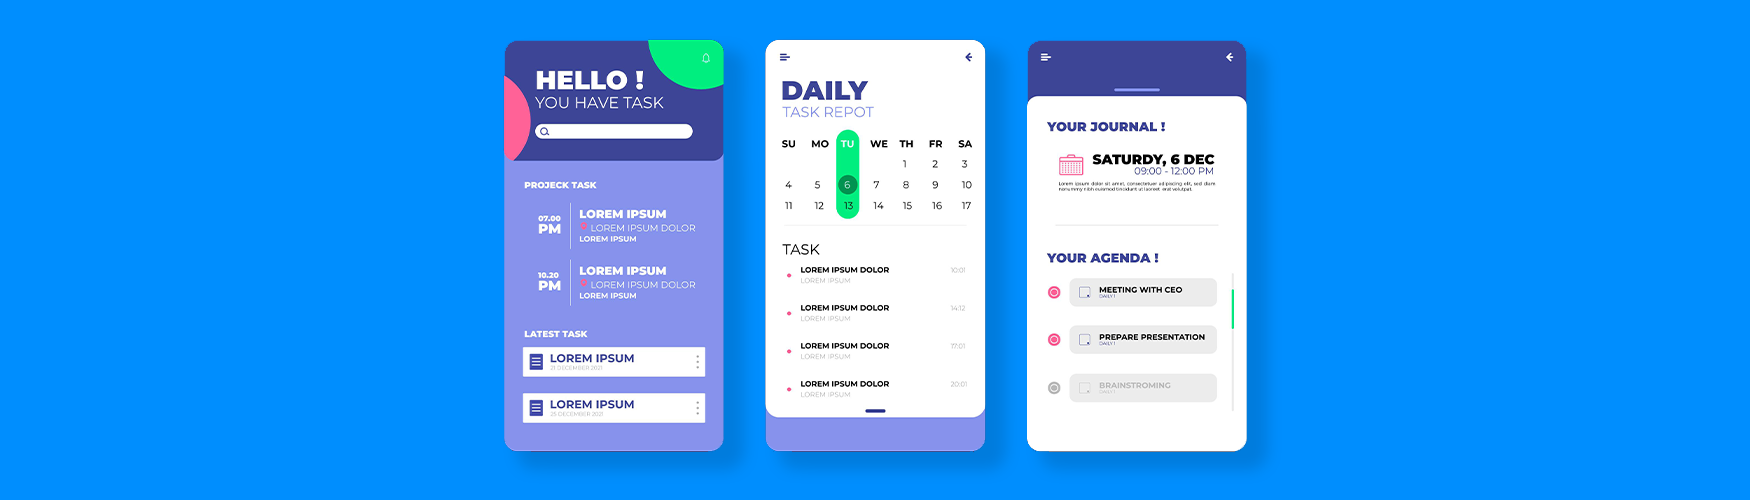 HELLO !
YOU HAVE TASK
PROJECK TASK
07.00
PM
LOREM IPSUM
LOREM IPSUM DOLOR
LOREM IPSUM
10.20
PM
LOREM IPSUM
LOREM IPSUM DOLOR
LOREM IPSUM
LATEST TASK
LOREM IPSUM
21 DECEMBER 2021
LOREM IPSUM
25 DECEMBER 2021
DAILY
TASK REPOT
SU MO TU WE TH FR SA
1 2 3
4 5 6 7 8 9 10
11 12 13 14 15 16 17
TASK
LOREM IPSUM DOLOR 10:01
LOREM IPSUM
LOREM IPSUM DOLOR 14:12
LOREM IPSUM
LOREM IPSUM DOLOR 17:01
LOREM IPSUM
LOREM IPSUM DOLOR 20:01
LOREM IPSUM
YOUR JOURNAL !
SATURDY, 6 DEC
09:00 - 12:00 PM
Lorem ipsum dolor sit amet, consectetuer adipiscing elit, sed diam
nonummy nibh euismod tincidunt ut laoreet erat volutpat.
YOUR AGENDA !
MEETING WITH CEO
DAILY !
PREPARE PRESENTATION
DAILY !
BRAINSTROMING
DAILY !